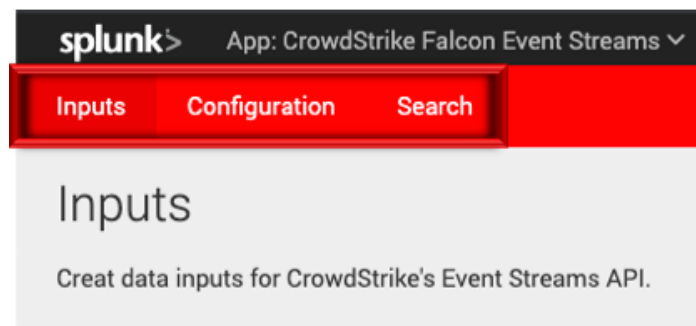 splunk> App: CrowdStrike Falcon Event Streams
Inputs Configuration Search
Inputs
Creat data inputs for CrowdStrike's Event Streams API.